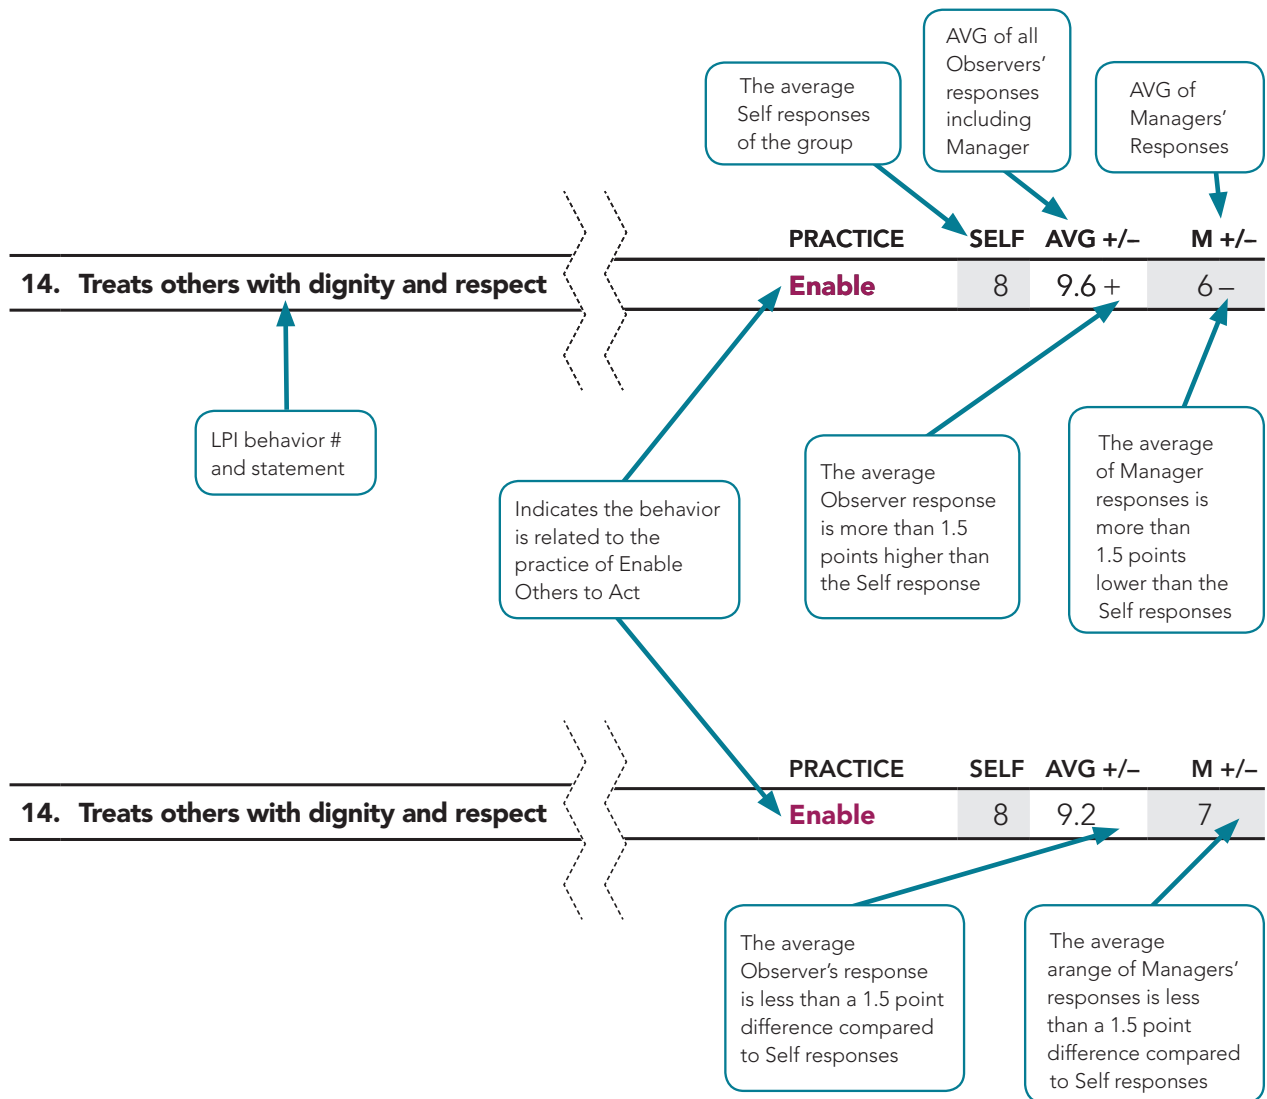 AVG of all
Observers’
responses
including
Manager
The average
Self responses
of the group
AVG of
Managers’
Responses
PRACTICE SELF AVG +/– M +/–
14. Treats others with dignity and respect Enable 8 9.6 + 6 –
LPI behavior #
and statement
Indicates the behavior
is related to the
practice of Enable
Others to Act
The average
Observer response
is more than 1.5
points higher than
the Self response
The average
of Manager
responses is
more than
1.5 points
lower than the
Self responses
PRACTICE SELF AVG +/– M +/–
14. Treats others with dignity and respect Enable 8 9.2 7
The average
Observer’s response
is less than a 1.5 point
difference compared
to Self responses
The average
arange of Managers’
responses is less
than a 1.5 point
difference compared
to Self responses